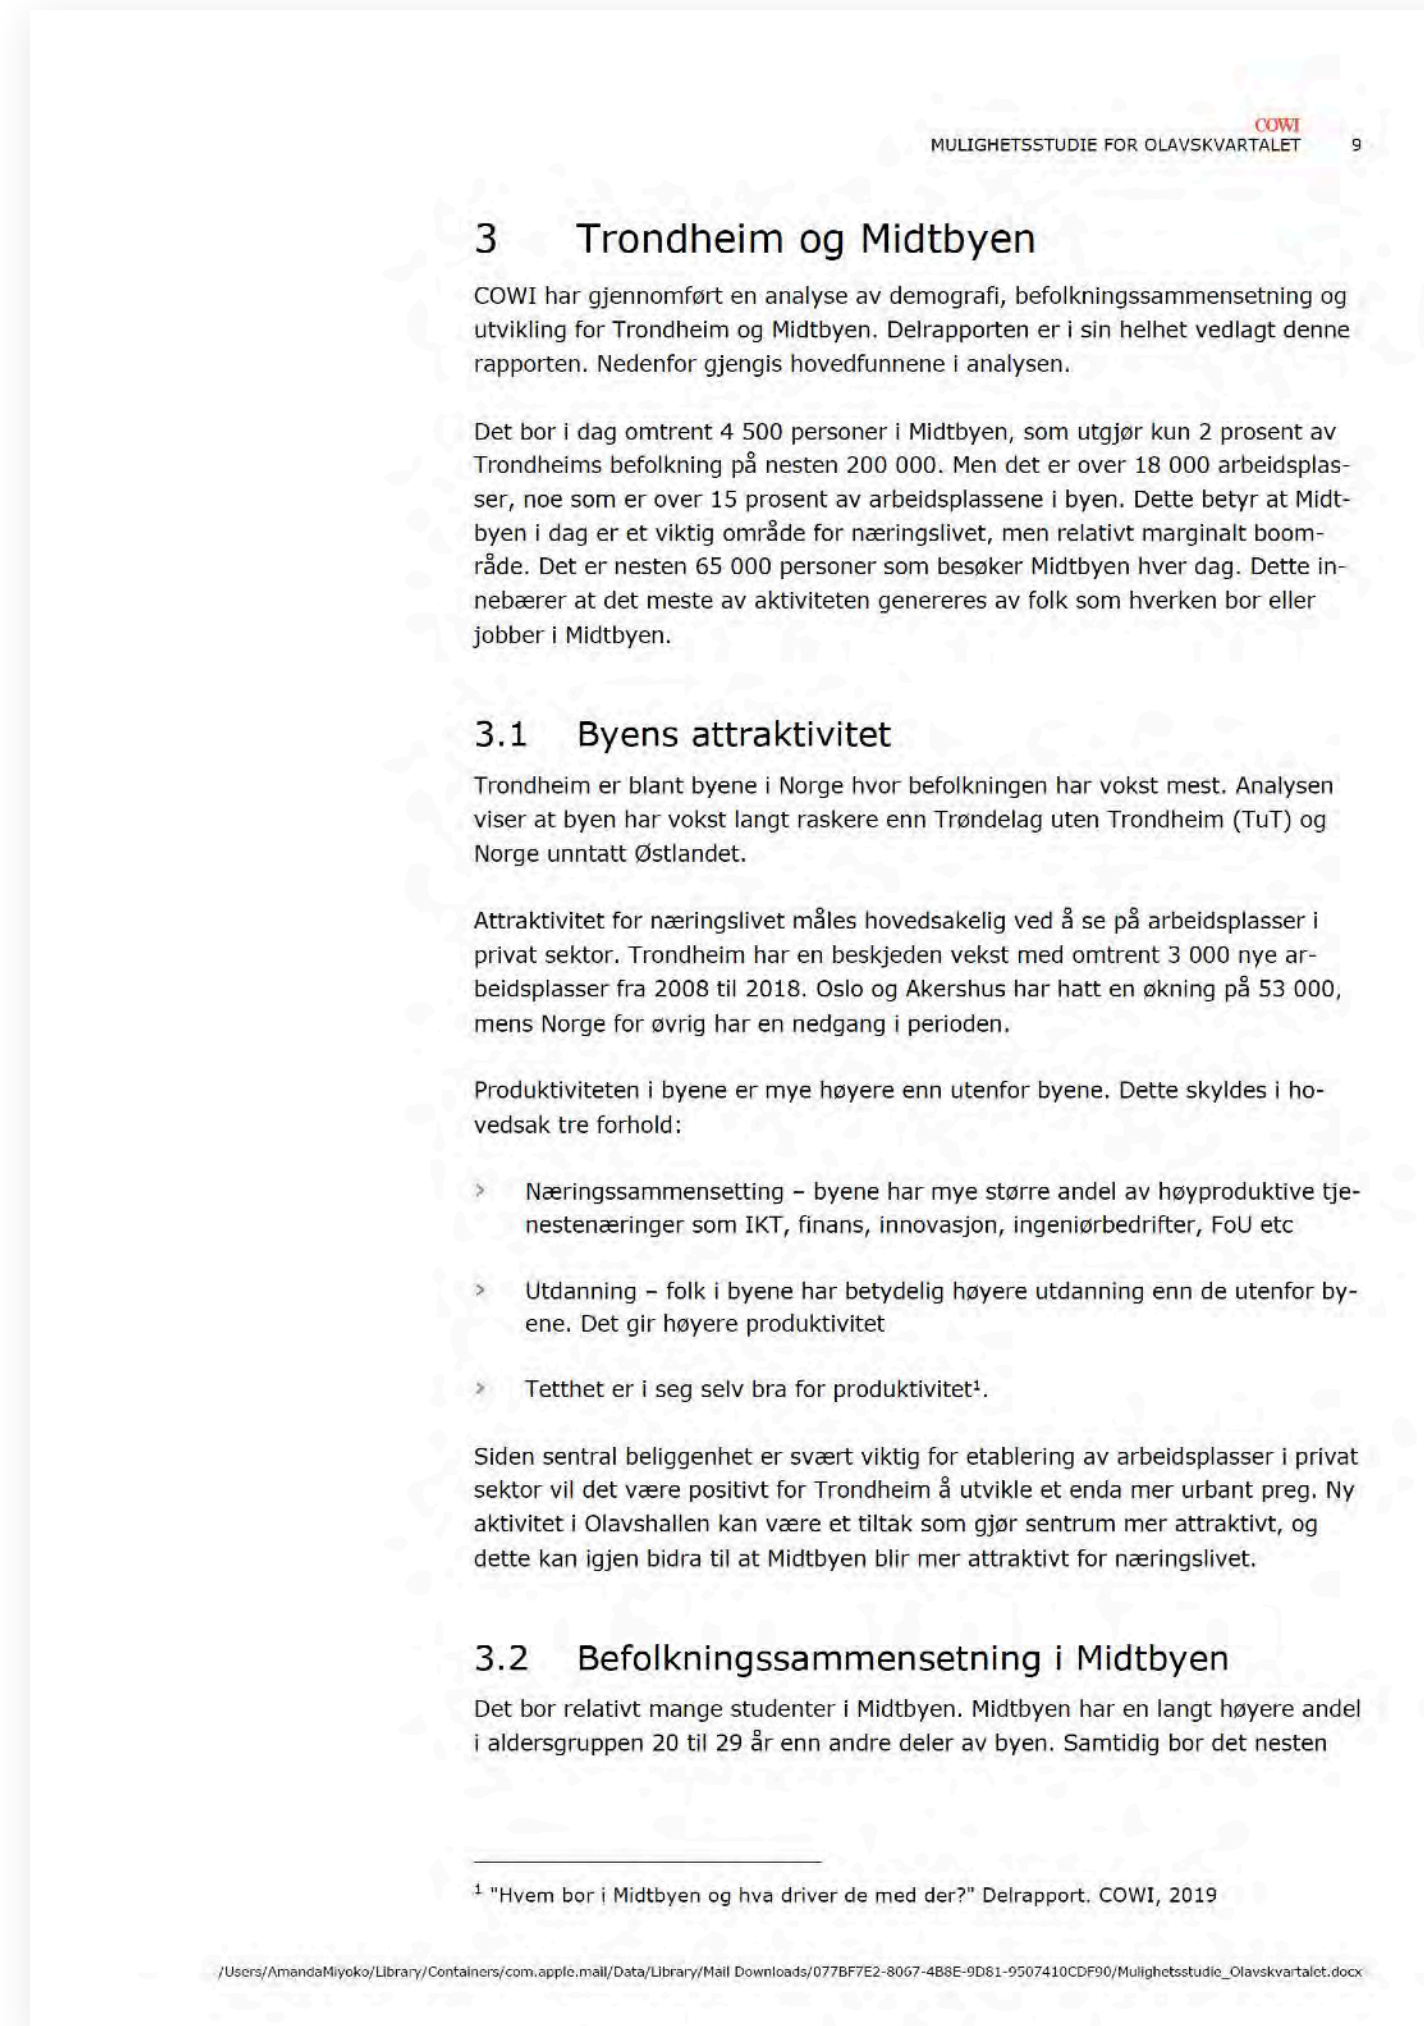 COWI
MULIGHETSSTUDIE FOR OLAVSKVARTALET 9
3 Trondheim og Midtbyen
COWI har gjennomført en analyse av demografi, befolkningssammensetning og
utvikling for Trondheim og Midtbyen. Delrapporten er i sin helhet vedlagt denne
rapporten. Nedenfor gjengis hovedfunnene i analysen.
Det bor i dag omtrent 4 500 personer i Midtbyen, som utgjør kun 2 prosent av
Trondheims befolkning på nesten 200 000. Men det er over 18 000 arbeidsplas-
ser, noe som er over 15 prosent av arbeidsplassene i byen. Dette betyr at Midt-
byen i dag er et viktig område for næringslivet, men relativt marginalt boom-
råde. Det er nesten 65 000 personer som besøker Midtbyen hver dag. Dette in-
nebærer at det meste av aktiviteten genereres av folk som hverken bor eller
jobber i Midtbyen.
3.1 Byens attraktivitet
Trondheim er blant byene i Norge hvor befolkningen har vokst mest. Analysen
viser at byen har vokst langt raskere enn Trøndelag uten Trondheim (TuT) og
Norge unntatt Østlandet.
Attraktivitet for næringslivet måles hovedsakelig ved å se på arbeidsplasser i
privat sektor. Trondheim har en beskjeden vekst med omtrent 3 000 nye ar-
beidsplasser fra 2008 til 2018. Oslo og Akershus har hatt en økning på 53 000,
mens Norge for øvrig har en nedgang i perioden.
Produktiviteten i byene er mye høyere enn utenfor byene. Dette skyldes i ho-
vedsak tre forhold:
> Næringssammensetting – byene har mye større andel av høyproduktive tje-
nestenæringer som IKT, finans, innovasjon, ingeniørbedrifter, FoU etc
> Utdanning – folk i byene har betydelig høyere utdanning enn de utenfor by-
ene. Det gir høyere produktivitet
> Tetthet er i seg selv bra for produktivitet¹.
Siden sentral beliggenhet er svært viktig for etablering av arbeidsplasser i privat
sektor vil det være positivt for Trondheim å utvikle et enda mer urbant preg. Ny
aktivitet i Olavshallen kan være et tiltak som gjør sentrum mer attraktivt, og
dette kan igjen bidra til at Midtbyen blir mer attraktivt for næringslivet.
3.2 Befolkningssammensetning i Midtbyen
Det bor relativt mange studenter i Midtbyen. Midtbyen har en langt høyere andel
i aldersgruppen 20 til 29 år enn andre deler av byen. Samtidig bor det nesten
¹ "Hvem bor i Midtbyen og hva driver de med der?" Delrapport. COWI, 2019
/Users/AmandaMiyoko/Library/Containers/com.apple.mail/Data/Library/Mail Downloads/077BF7E2-8067-4B8E-9D81-9507410CDF90/Mulighetsstudie_Olavskvartalet.docx